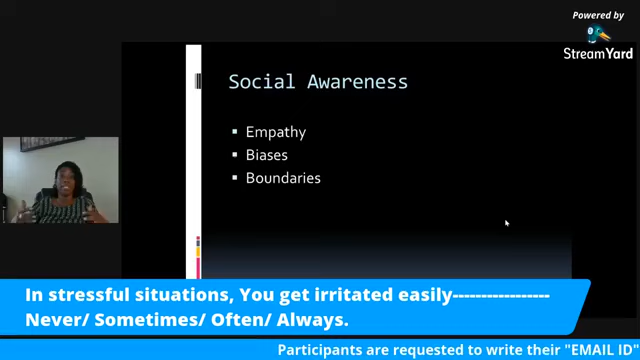 Powered by
StreamYard
Social Awareness
▪ Empathy
▪ Biases
▪ Boundaries
In stressful situations, You get irritated easily-----------------
Never/ Sometimes/ Often/ Always.
Participants are requested to write their "EMAIL ID"